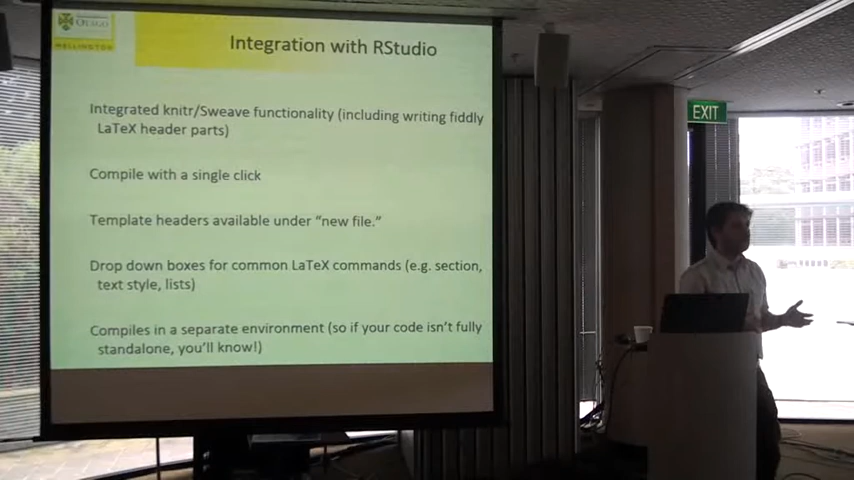 OTAGO
WELLINGTON
Integration with RStudio
Integrated knitr/Sweave functionality (including writing fiddly
LaTeX header parts)
Compile with a single click
Template headers available under “new file.”
Drop down boxes for common LaTeX commands (e.g. section,
text style, lists)
Compiles in a separate environment (so if your code isn’t fully
standalone, you’ll know!)
EXIT